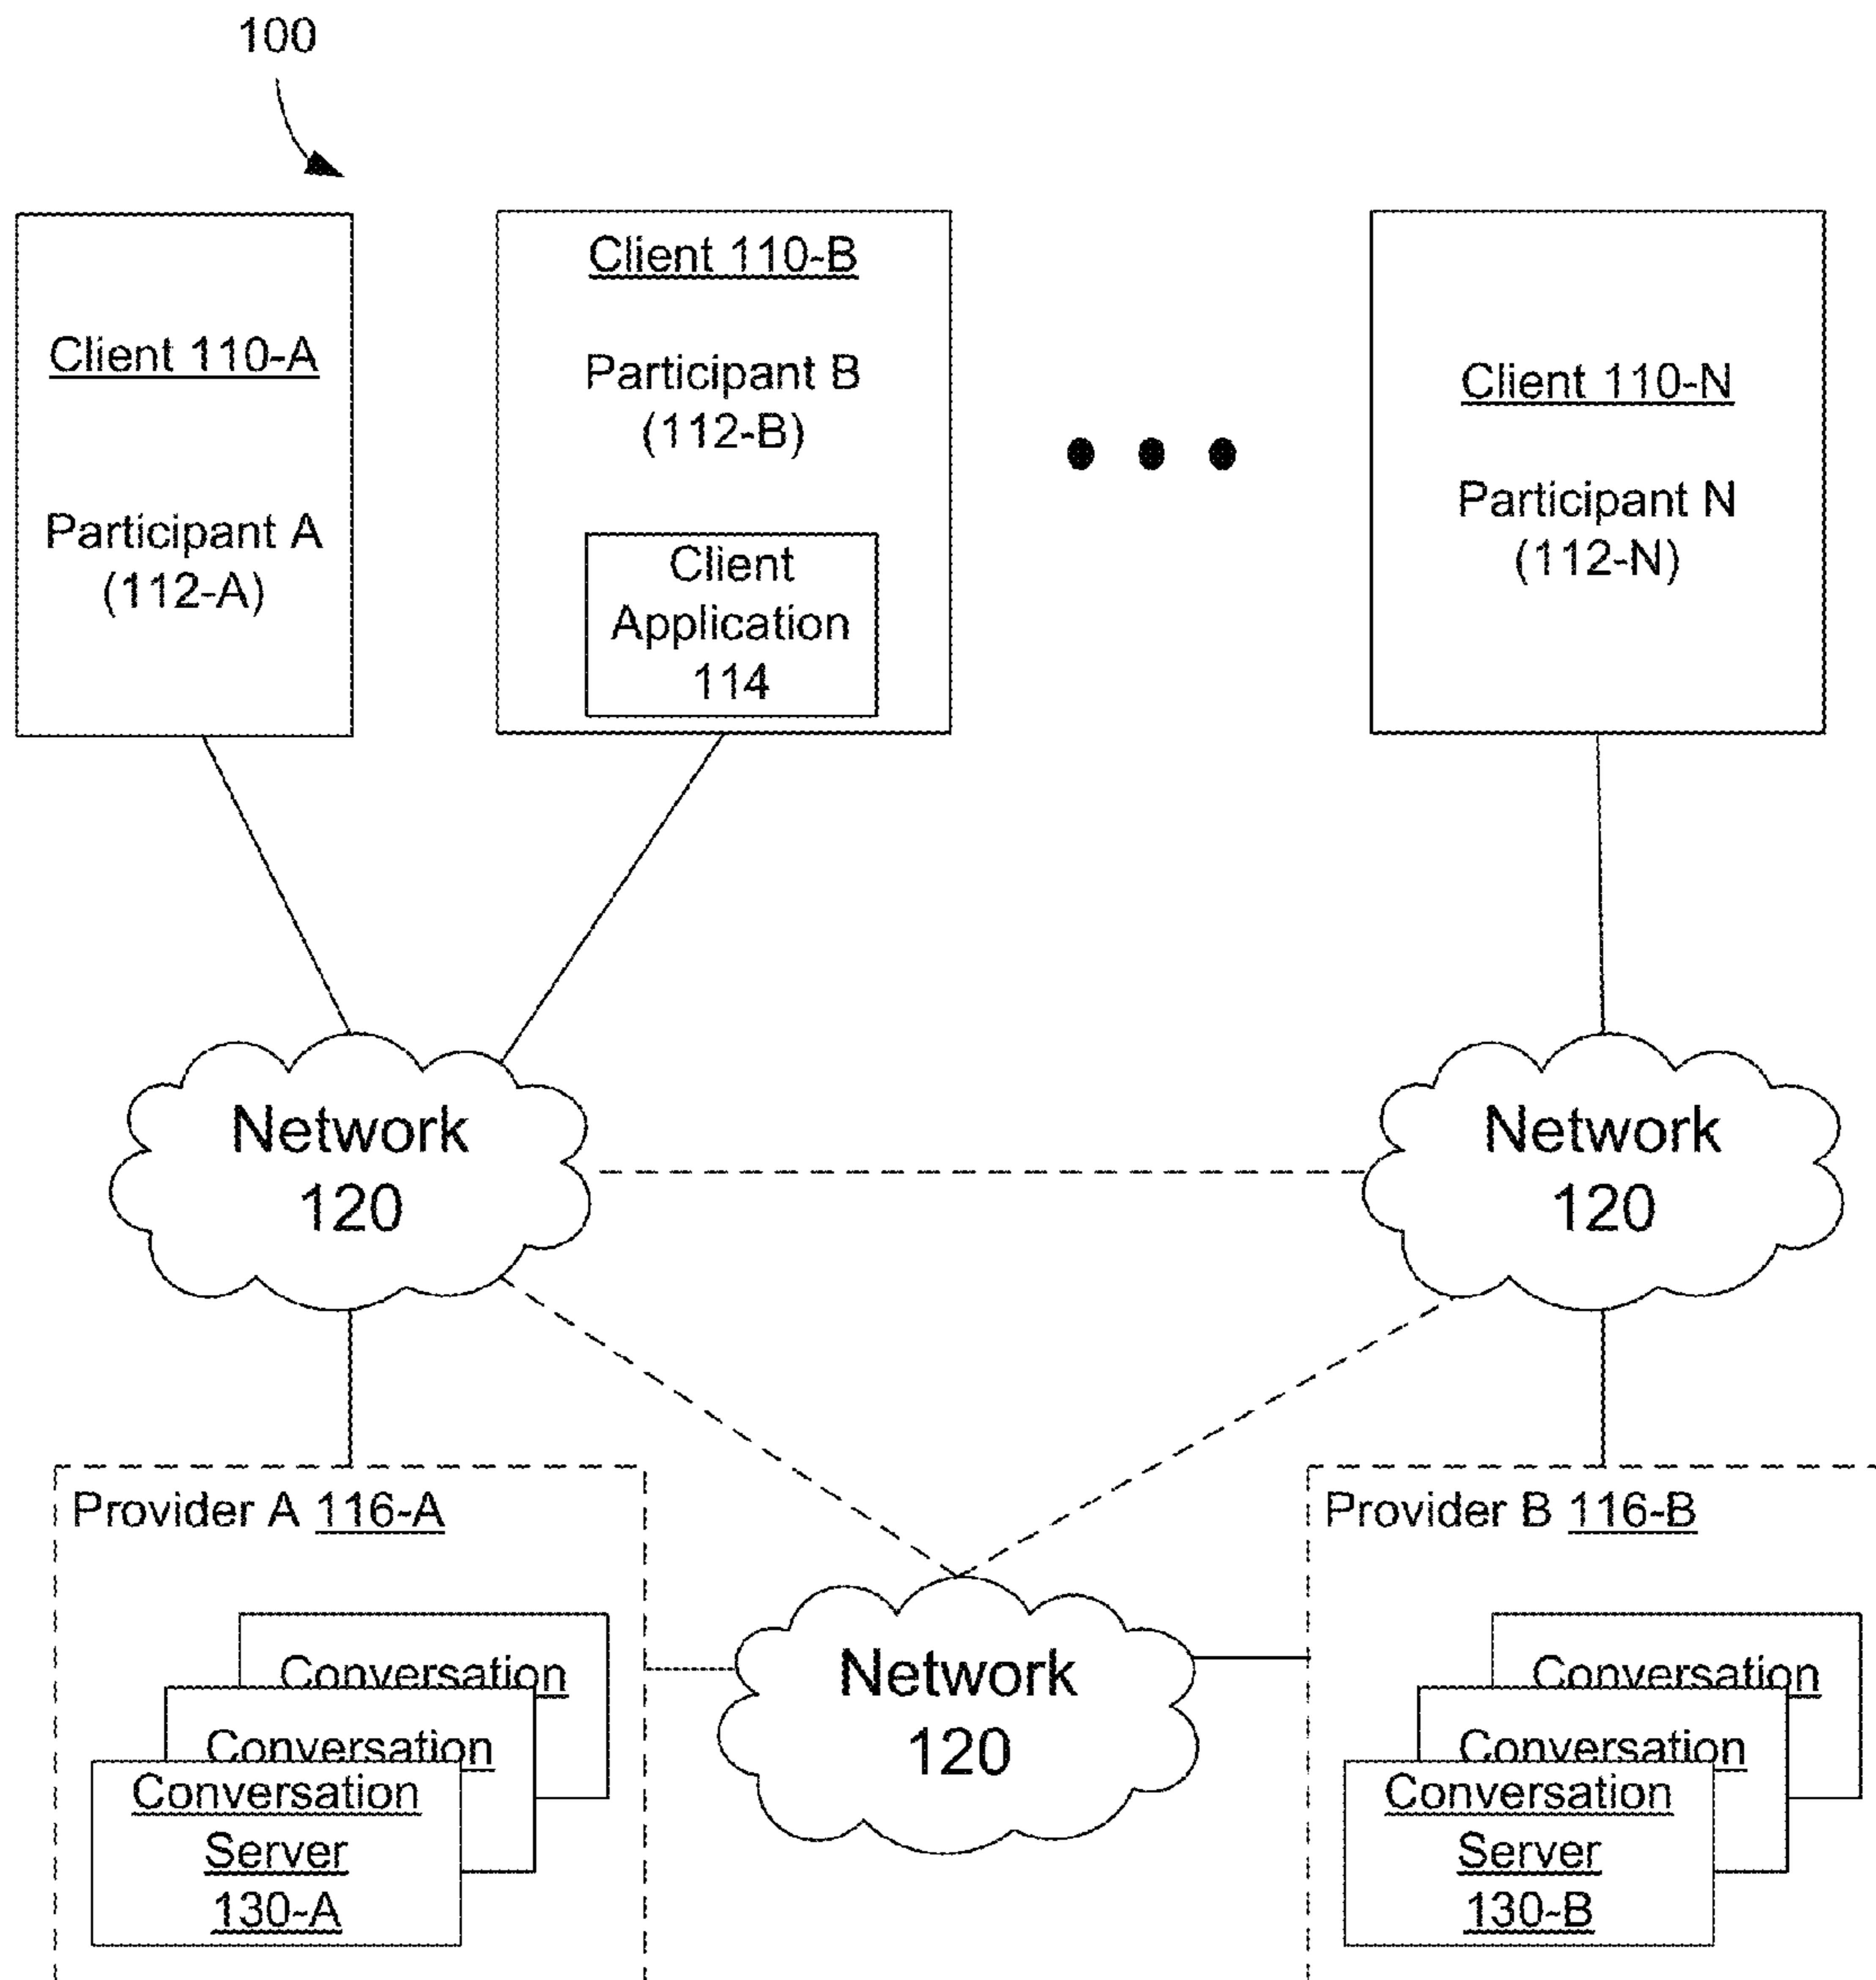 100
Client 110-A
Participant A
(112-A)
Client 110-B
Participant B
(112-B)
Client
Application
114
Client 110-N
Participant N
(112-N)
Network
120
Network
120
Provider A 116-A
Conversation
Conversation
Conversation
Server
130-A
Network
120
Provider B 116-B
Conversation
Conversation
Conversation
Server
130-B